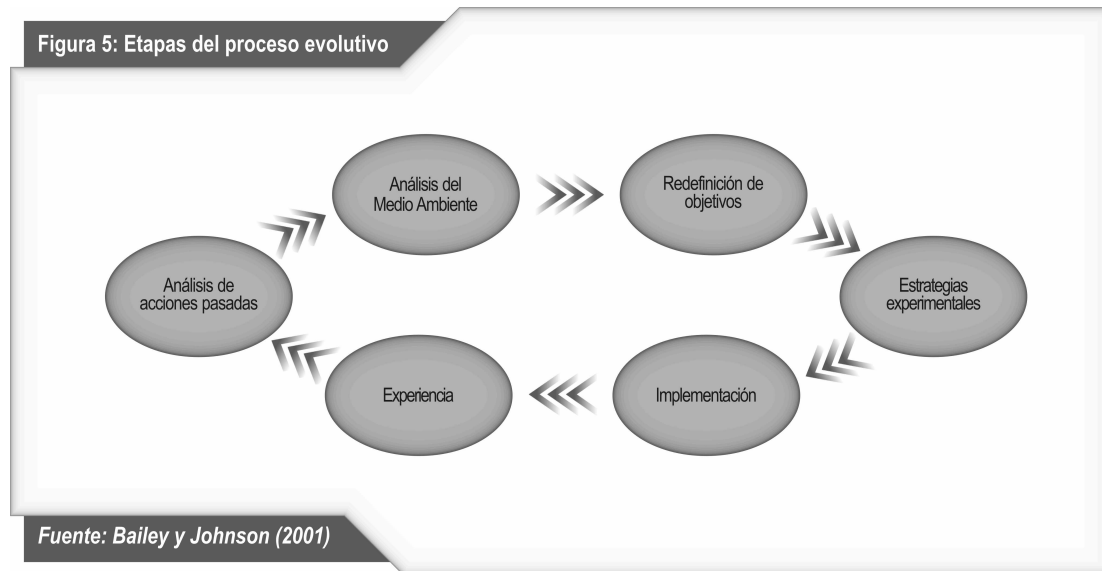 Figura 5: Etapas del proceso evolutivo
Análisis del
Medio Ambiente
Redefinición de
objetivos
Estrategias
experimentales
Implementación
Experiencia
Análisis de
acciones pasadas
Fuente: Bailey y Johnson (2001)